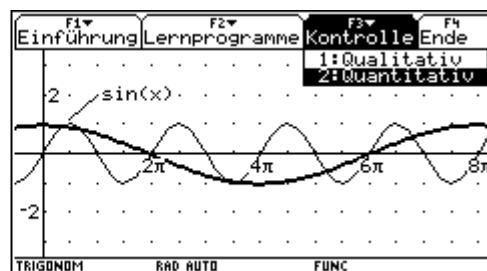 F1▼ F2▼ F3▼ F4
Einführung Lernprogramme Kontrolle Ende
1:Qualitativ
2:Quantitativ
2
sin(x)
2π 4π 6π 8π
-2
TRIGONOM RAD AUTO FUNC